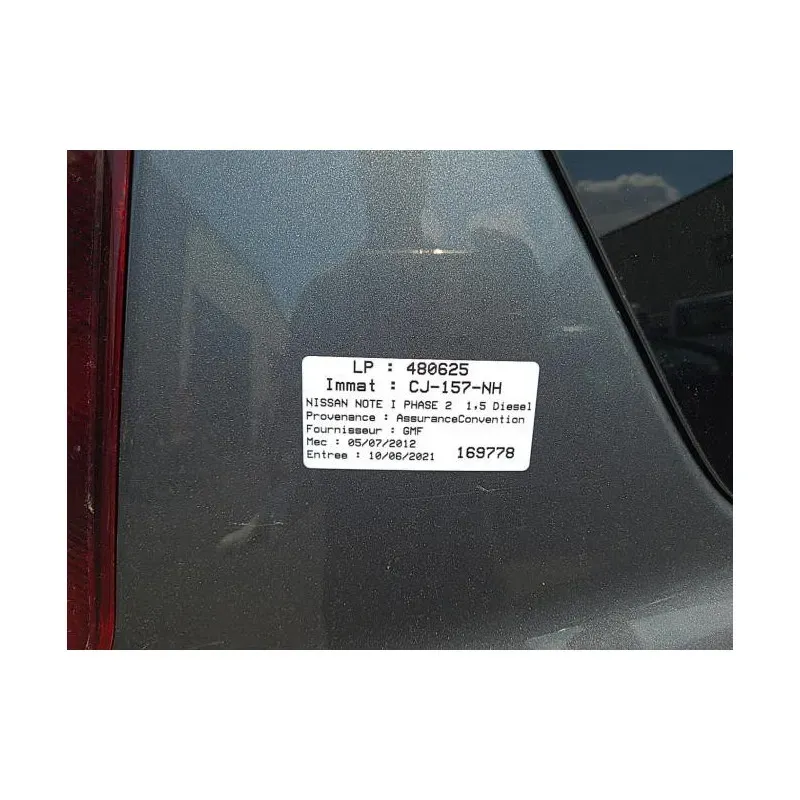 LP : 480625
Immat : CJ-157-NH
NISSAN NOTE I PHASE 2 1,5 Diesel
Provenance : AssuranceConvention
Fournisseur : GMF
Mec : 05/07/2012
Entree : 10/06/2021 169778